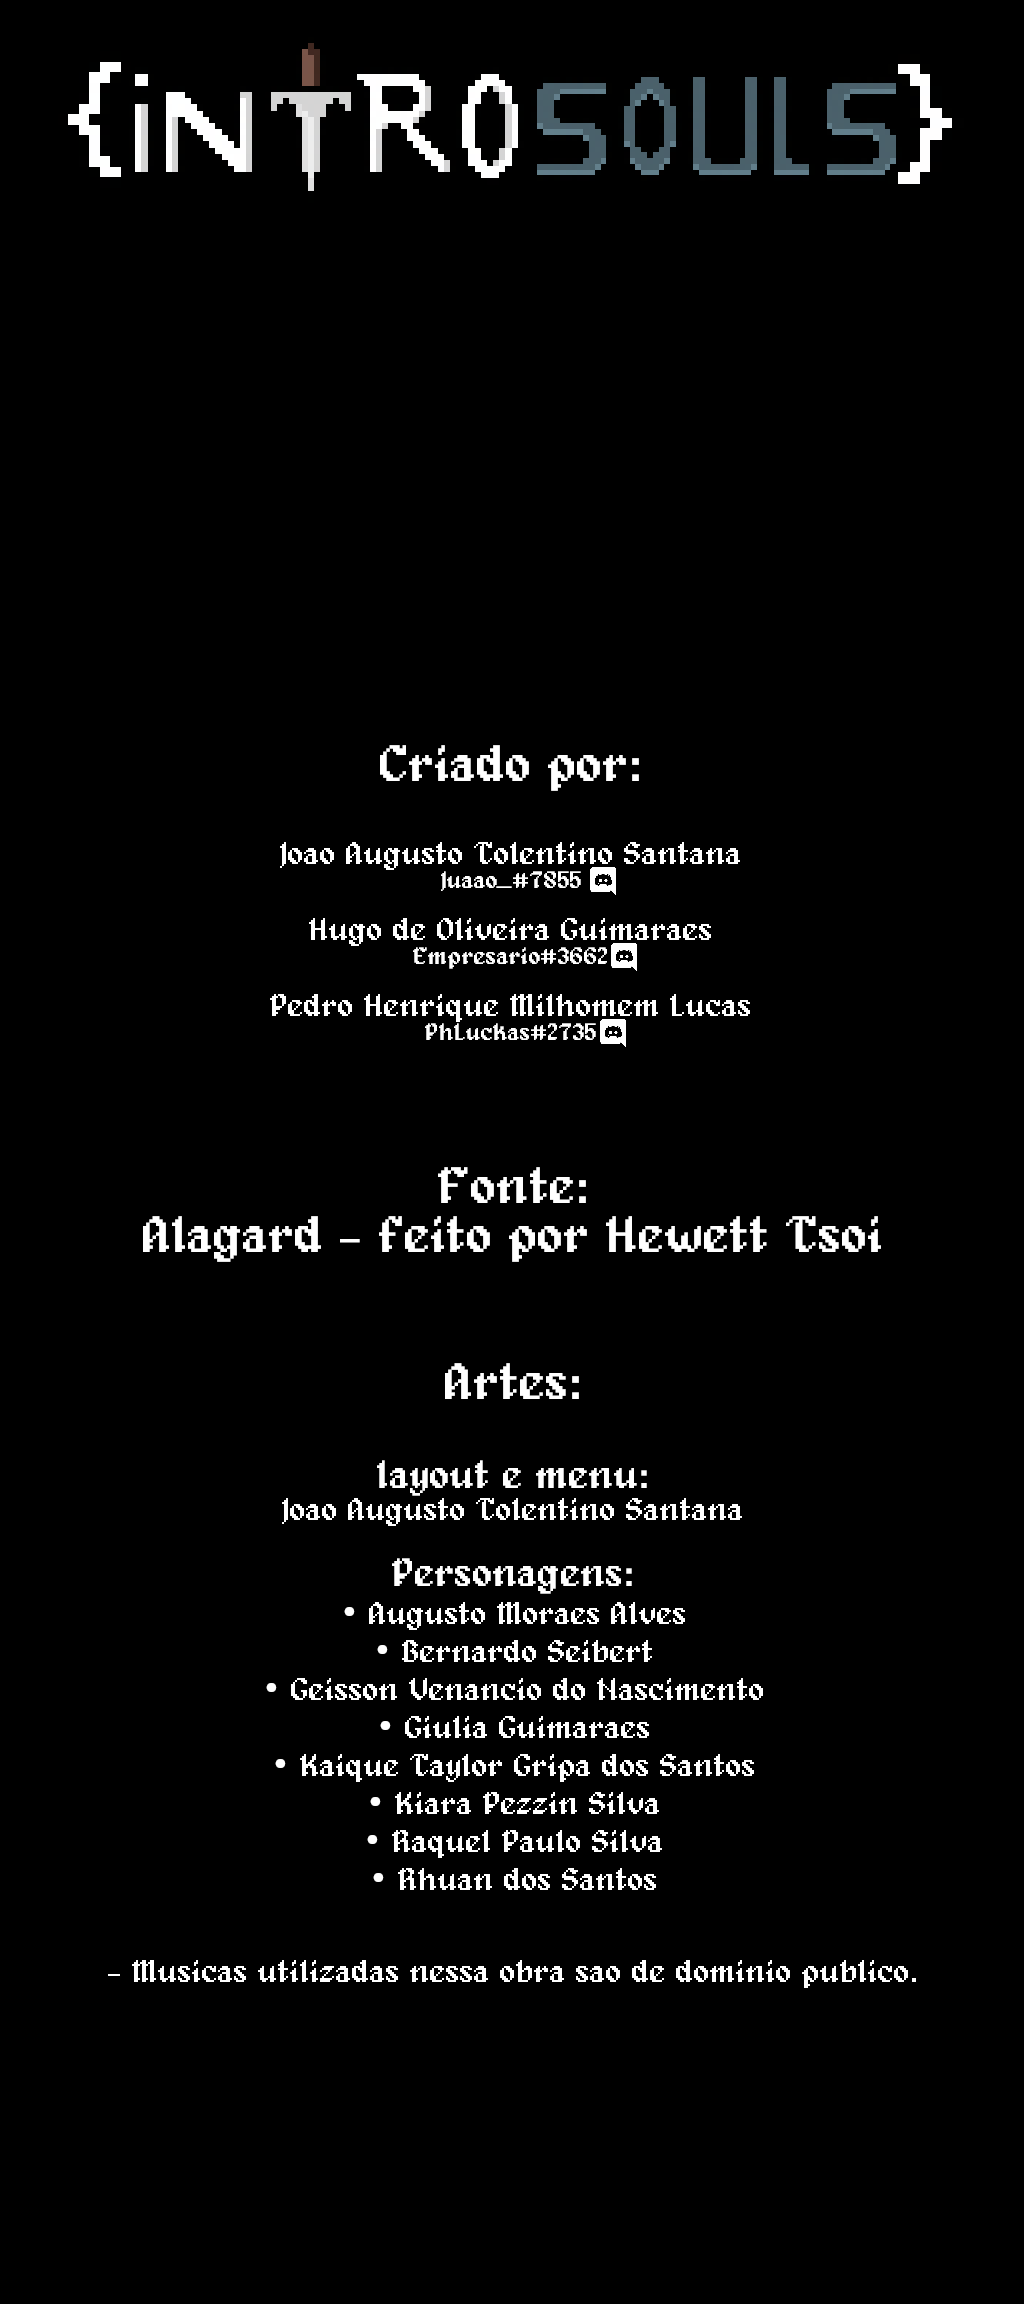 {iNTROSOULS}
Criado por:
Joao Augusto Tolentino Santana
Juaao_#7855
Hugo de Oliveira Guimaraes
Empresario#3662
Pedro Henrique Milhomem Lucas
PhLuckas#2735
Fonte:
Alagard - feito por Hewett Tsoi
Artes:
layout e menu:
Joao Augusto Tolentino Santana
Personagens:
• Augusto Moraes Alves
• Bernardo Seibert
• Geisson Venancio do Nascimento
• Giulia Guimaraes
• Kaique Taylor Gripa dos Santos
• Kiara Pezzin Silva
• Raquel Paulo Silva
• Rhuan dos Santos
- Musicas utilizadas nessa obra sao de dominio publico.